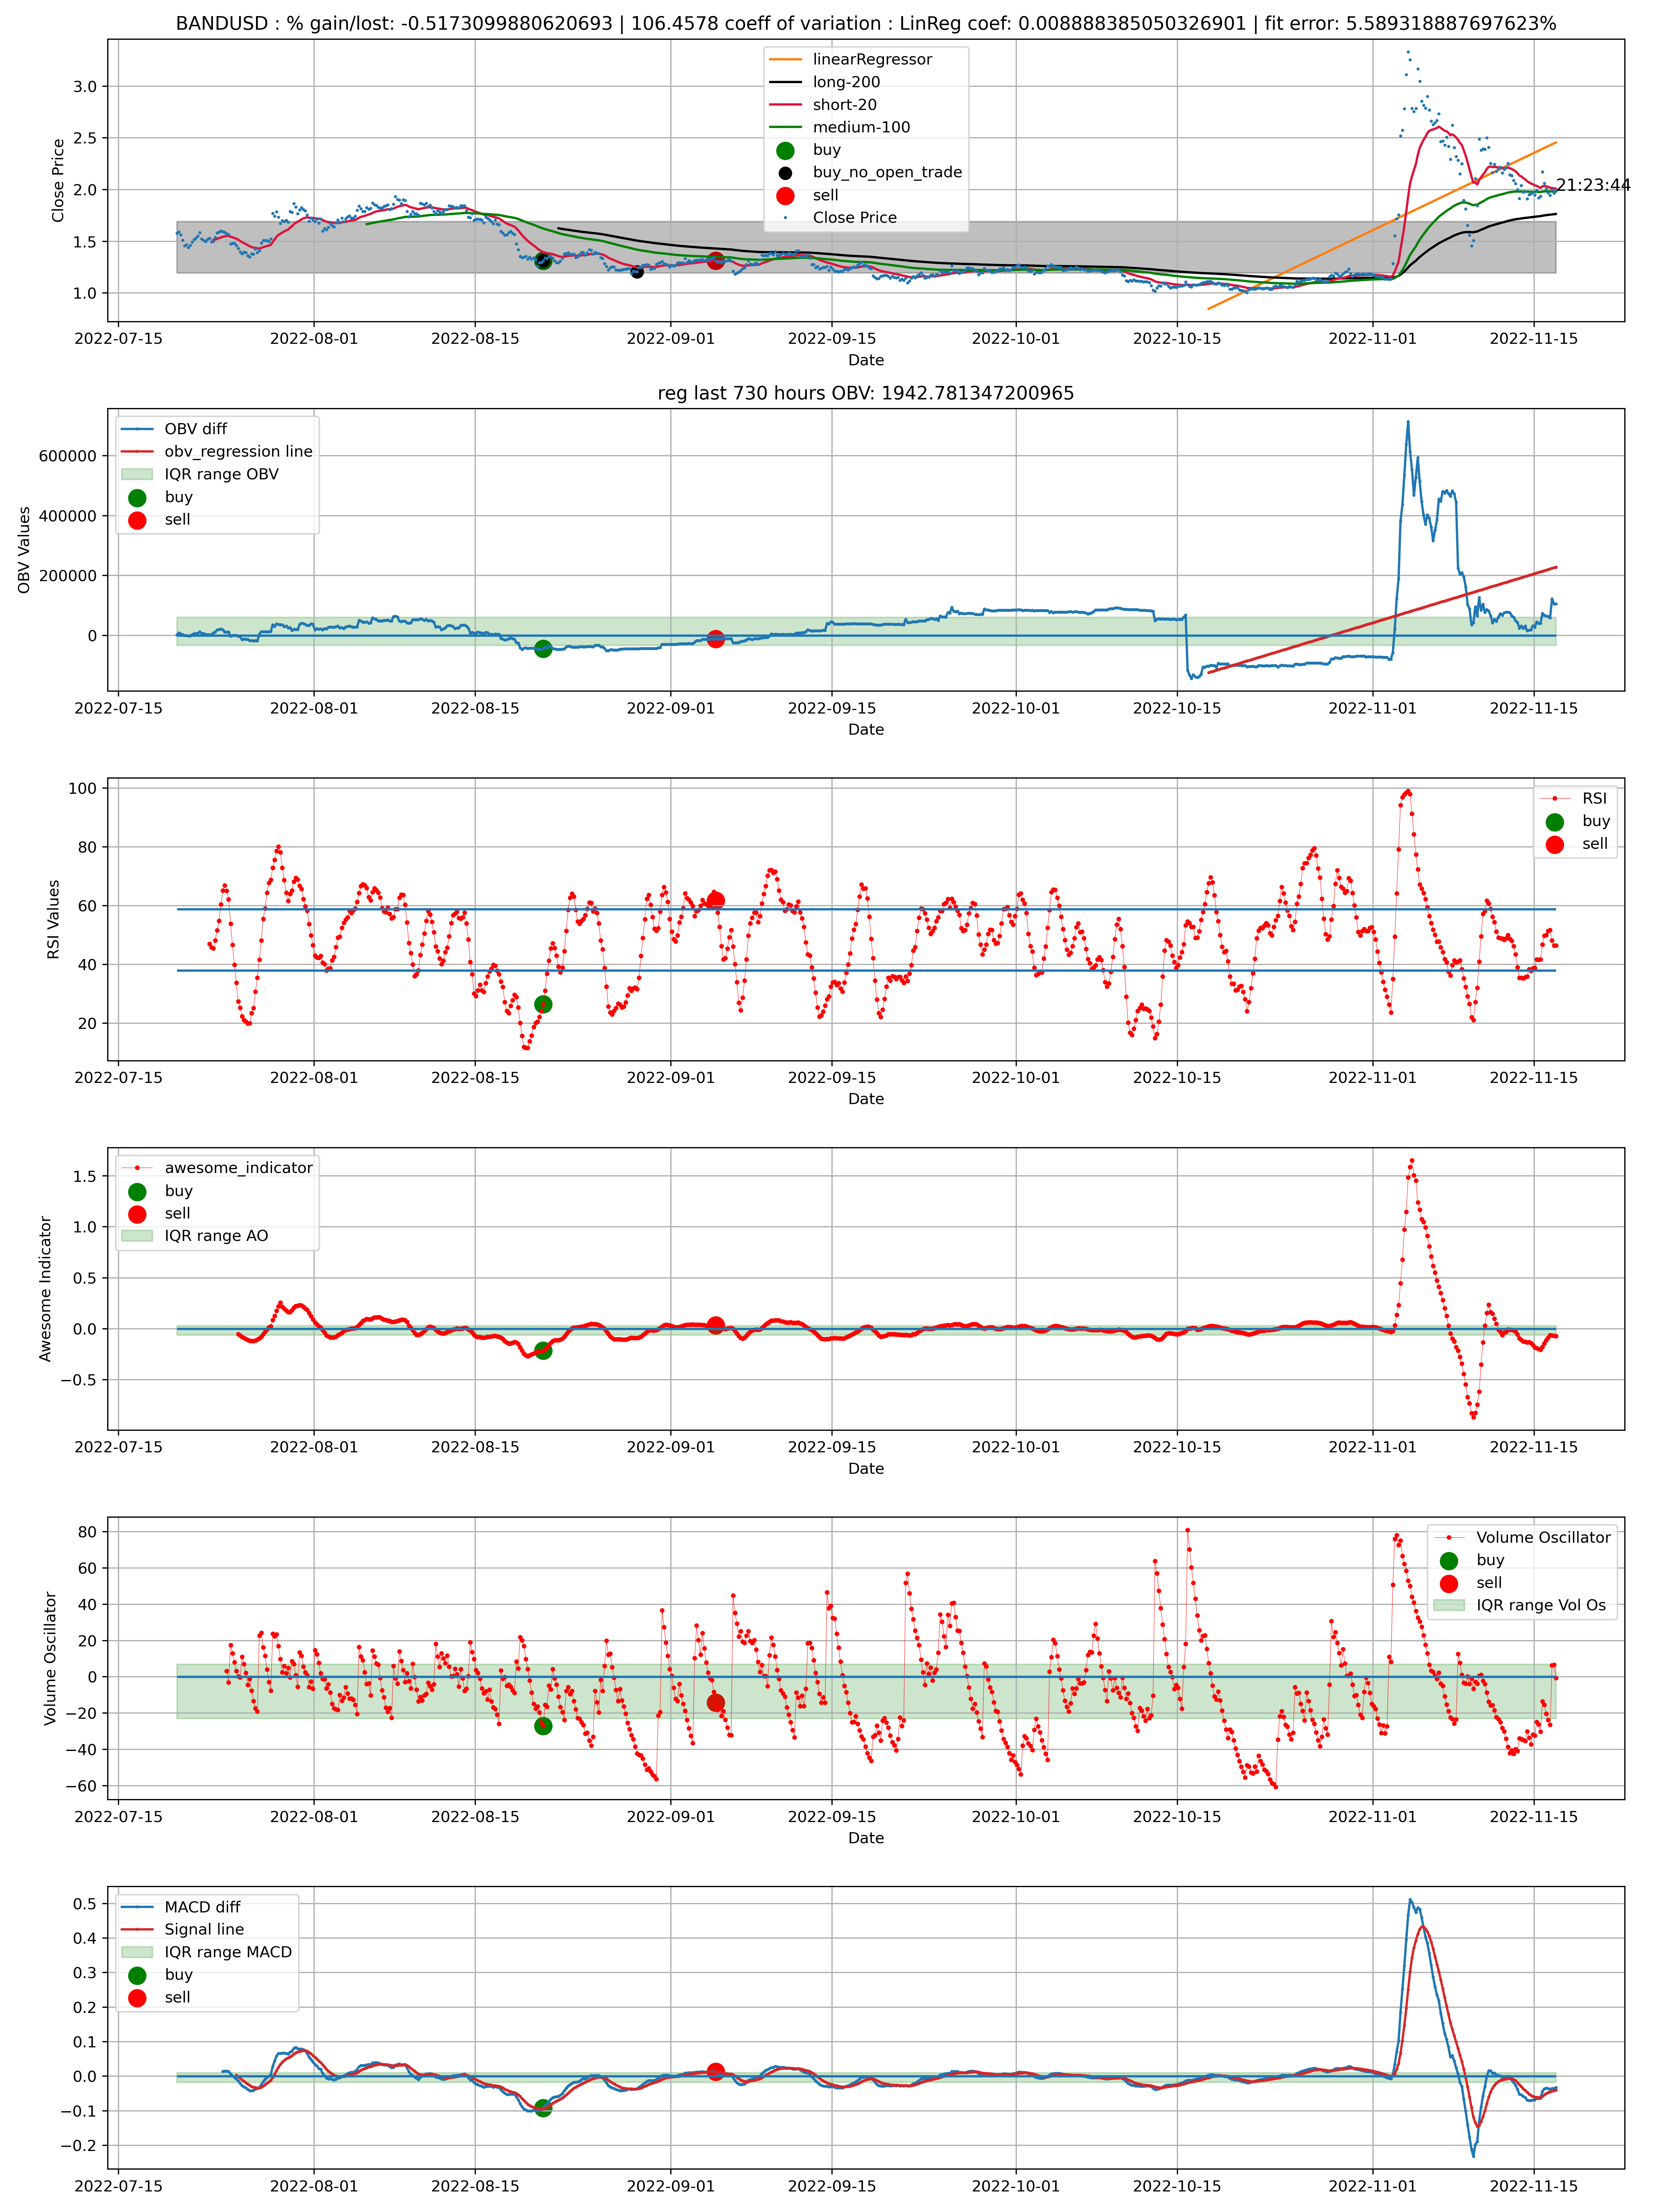 BANDUSD : % gain/lost: -0.5173099880620693 | 106.4578 coeff of variation : LinReg coef: 0.008888385050326901 | fit error: 5.589318887697623%
linearRegressor
long-200
short-20
medium-100
buy
buy_no_open_trade
sell
Close Price
Close Price
3.0
2.5
2.0
1.5
1.0
21:23:44
2022-07-15 2022-08-01 2022-08-15 2022-09-01 2022-09-15 2022-10-01 2022-10-15 2022-11-01 2022-11-15
Date
reg last 730 hours OBV: 1942.781347200965
OBV diff
obv_regression line
IQR range OBV
buy
sell
OBV Values
600000
400000
200000
0
2022-07-15 2022-08-01 2022-08-15 2022-09-01 2022-09-15 2022-10-01 2022-10-15 2022-11-01 2022-11-15
Date
RSI
buy
sell
RSI Values
100
80
60
40
20
2022-07-15 2022-08-01 2022-08-15 2022-09-01 2022-09-15 2022-10-01 2022-10-15 2022-11-01 2022-11-15
Date
awesome_indicator
buy
sell
IQR range AO
Awesome Indicator
1.5
1.0
0.5
0.0
−0.5
2022-07-15 2022-08-01 2022-08-15 2022-09-01 2022-09-15 2022-10-01 2022-10-15 2022-11-01 2022-11-15
Date
Volume Oscillator
buy
sell
IQR range Vol Os
Volume Oscillator
80
60
40
20
0
−20
−40
−60
2022-07-15 2022-08-01 2022-08-15 2022-09-01 2022-09-15 2022-10-01 2022-10-15 2022-11-01 2022-11-15
Date
MACD diff
Signal line
IQR range MACD
buy
sell
0.5
0.4
0.3
0.2
0.1
0.0
−0.1
−0.2
2022-07-15 2022-08-01 2022-08-15 2022-09-01 2022-09-15 2022-10-01 2022-10-15 2022-11-01 2022-11-15